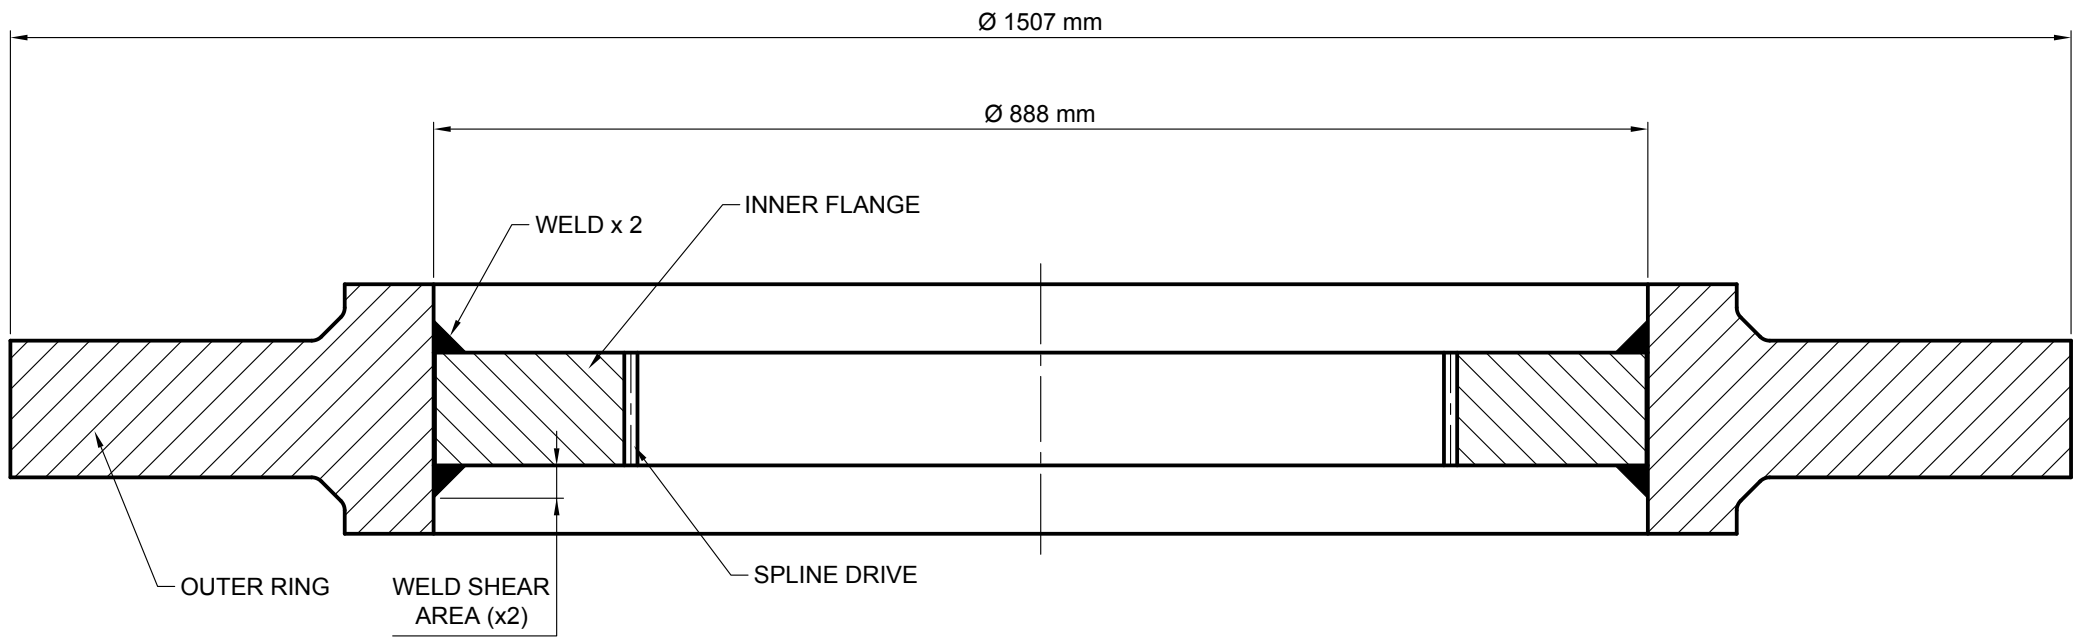 Ø 1507 mm
Ø 888 mm
INNER FLANGE
WELD x 2
SPLINE DRIVE
OUTER RING
WELD SHEAR
AREA (x2)